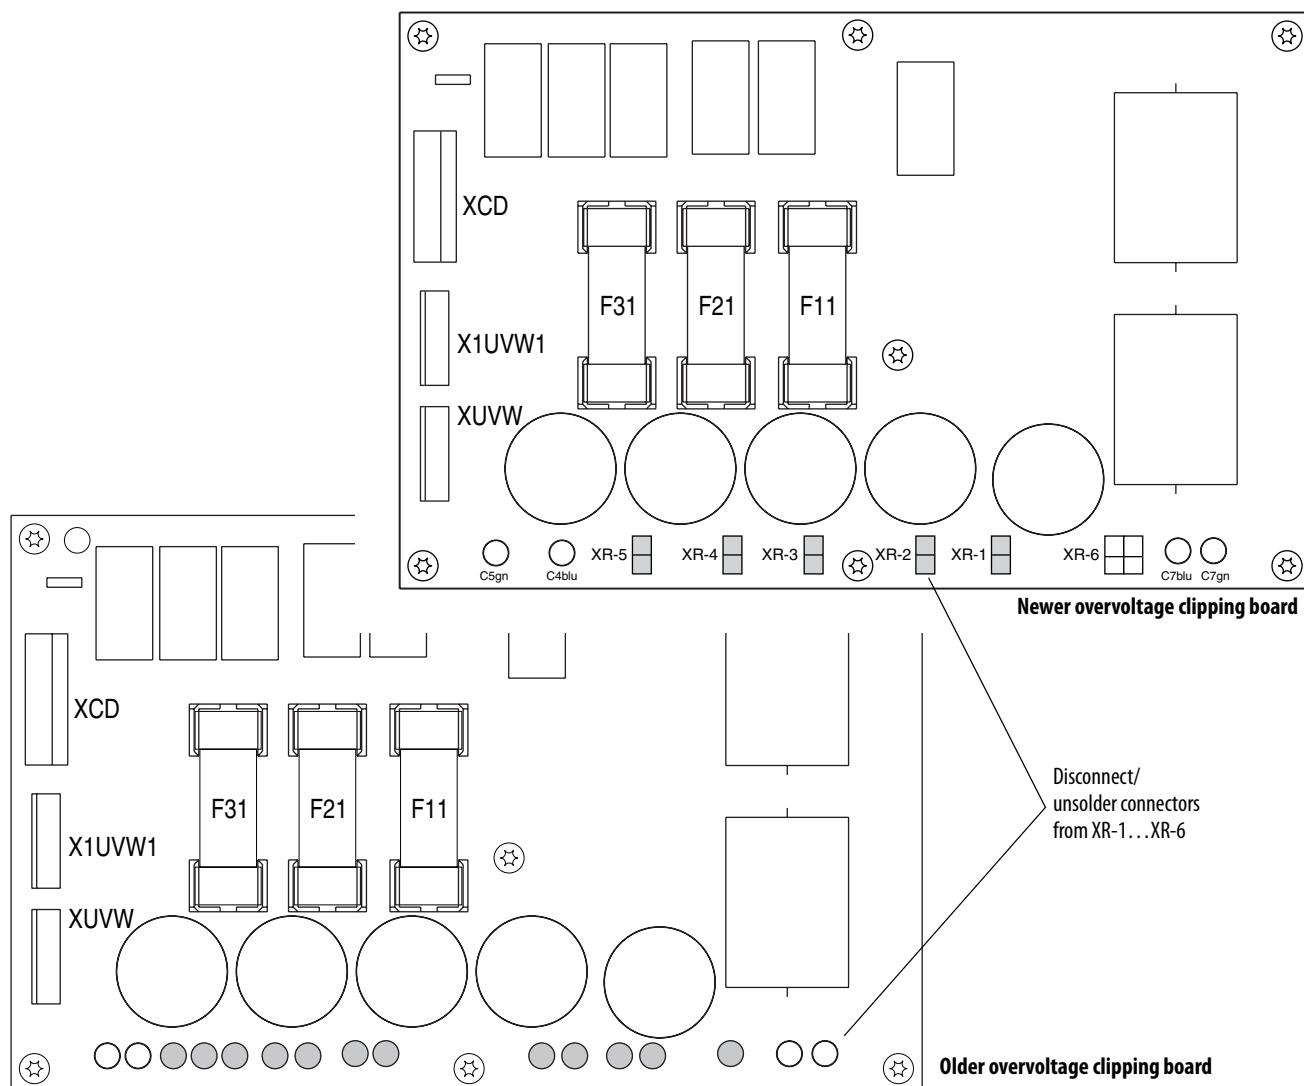 XCD
F31 F21 F11
X1UVW1
XUVW
XR-5 XR-4 XR-3 XR-2 XR-1 XR-6
C5gn C4blu C7blu C7gn
Newer overvoltage clipping board
XCD
Disconnect/
unsolder connectors
from XR-1...XR-6
F31 F21 F11
X1UVW1
XUVW
Older overvoltage clipping board